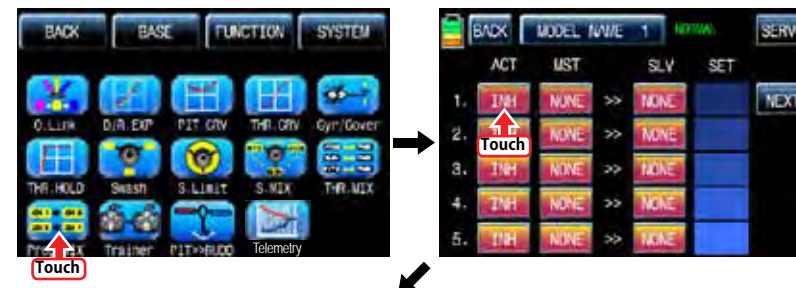 BACK BASE FUNCTION SYSTEM
Q.Link D/R.EXP PIT CRV THR.CRV Gyr/Gover
THR.HOLD Swash S.Limit S.MIX THR.MIX
Trainer PIT>>RUDD Telemetry
Touch
BACK MODEL NAME 1 NORMAL SERV
ACT MST SLV SET
1. INH NONE >> NONE NEXT
2. NONE >> NONE
Touch
3. INH NONE >> NONE
4. INH NONE >> NONE
5. INH NONE >> NONE